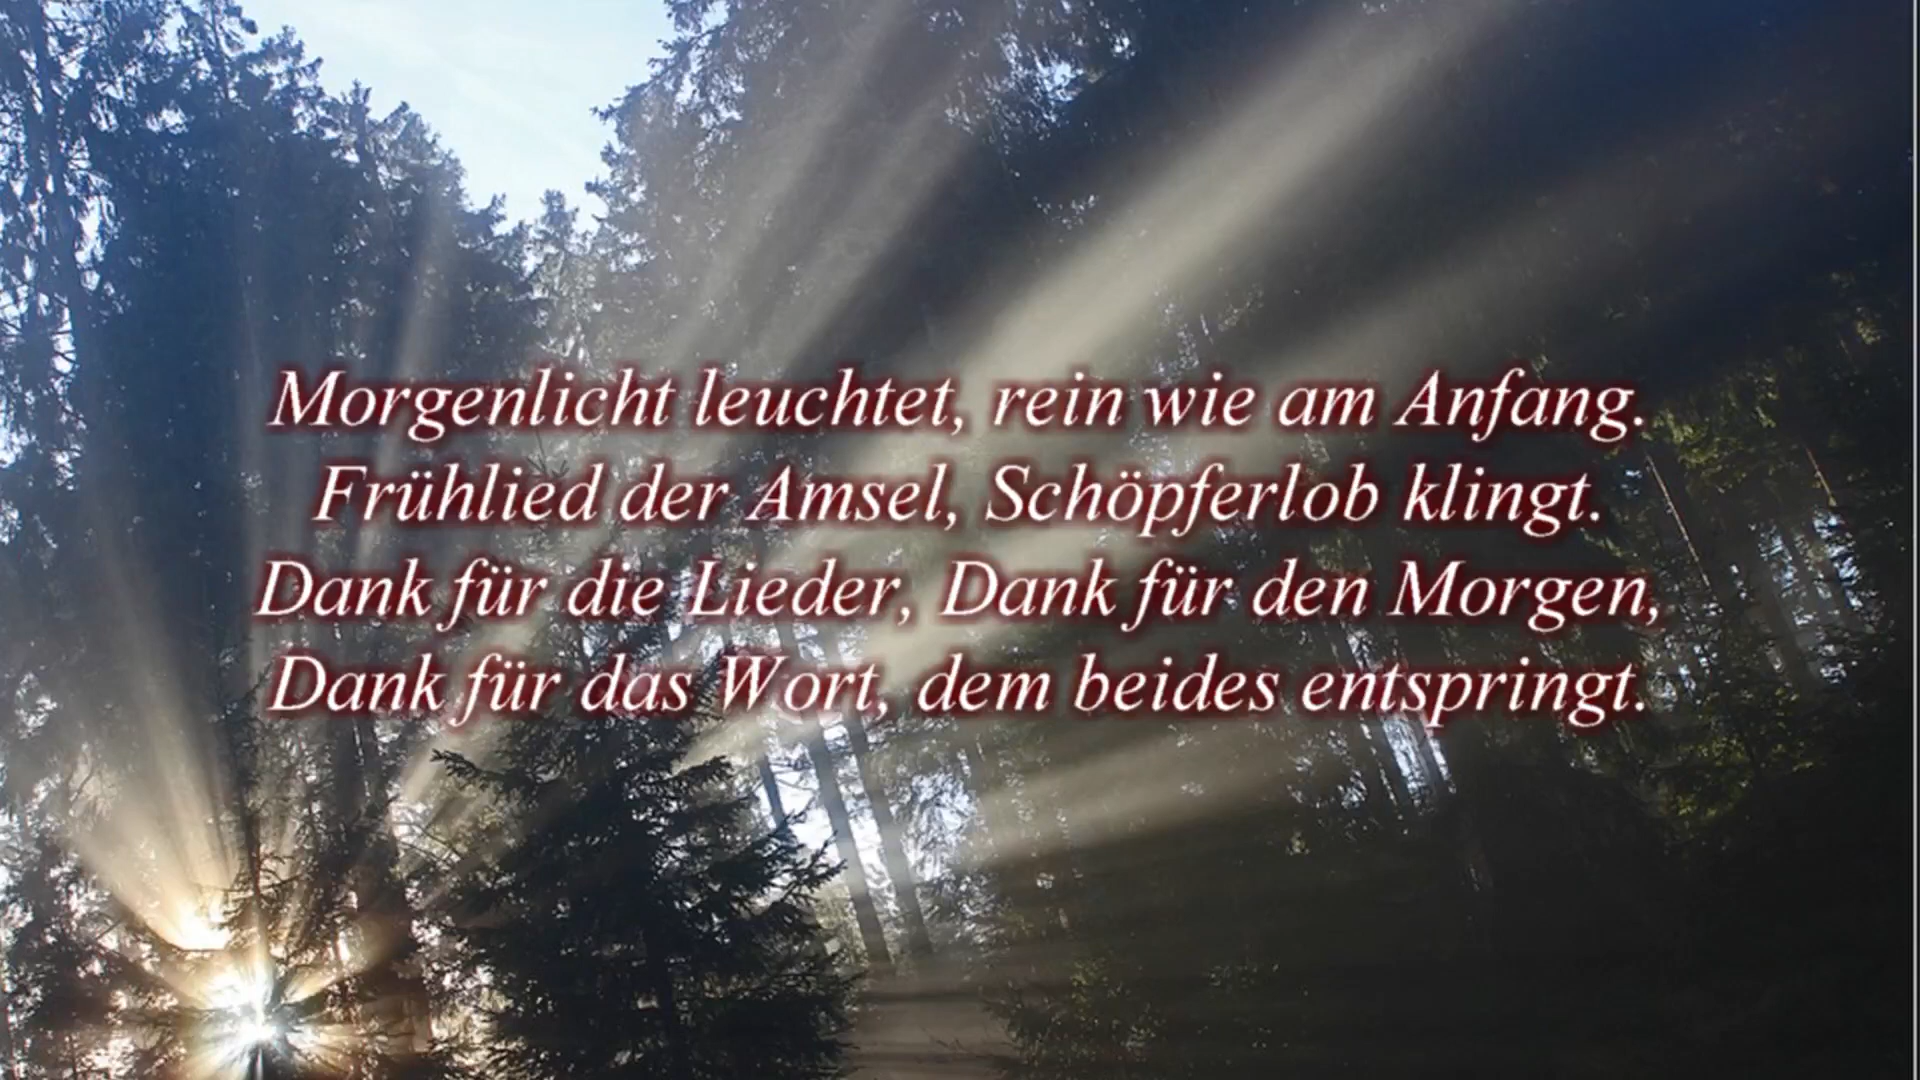 Morgenlicht leuchtet, rein wie am Anfang.
Frühlied der Amsel, Schöpferlob klingt.
Dank für die Lieder, Dank für den Morgen,
Dank für das Wort, dem beides entspringt.